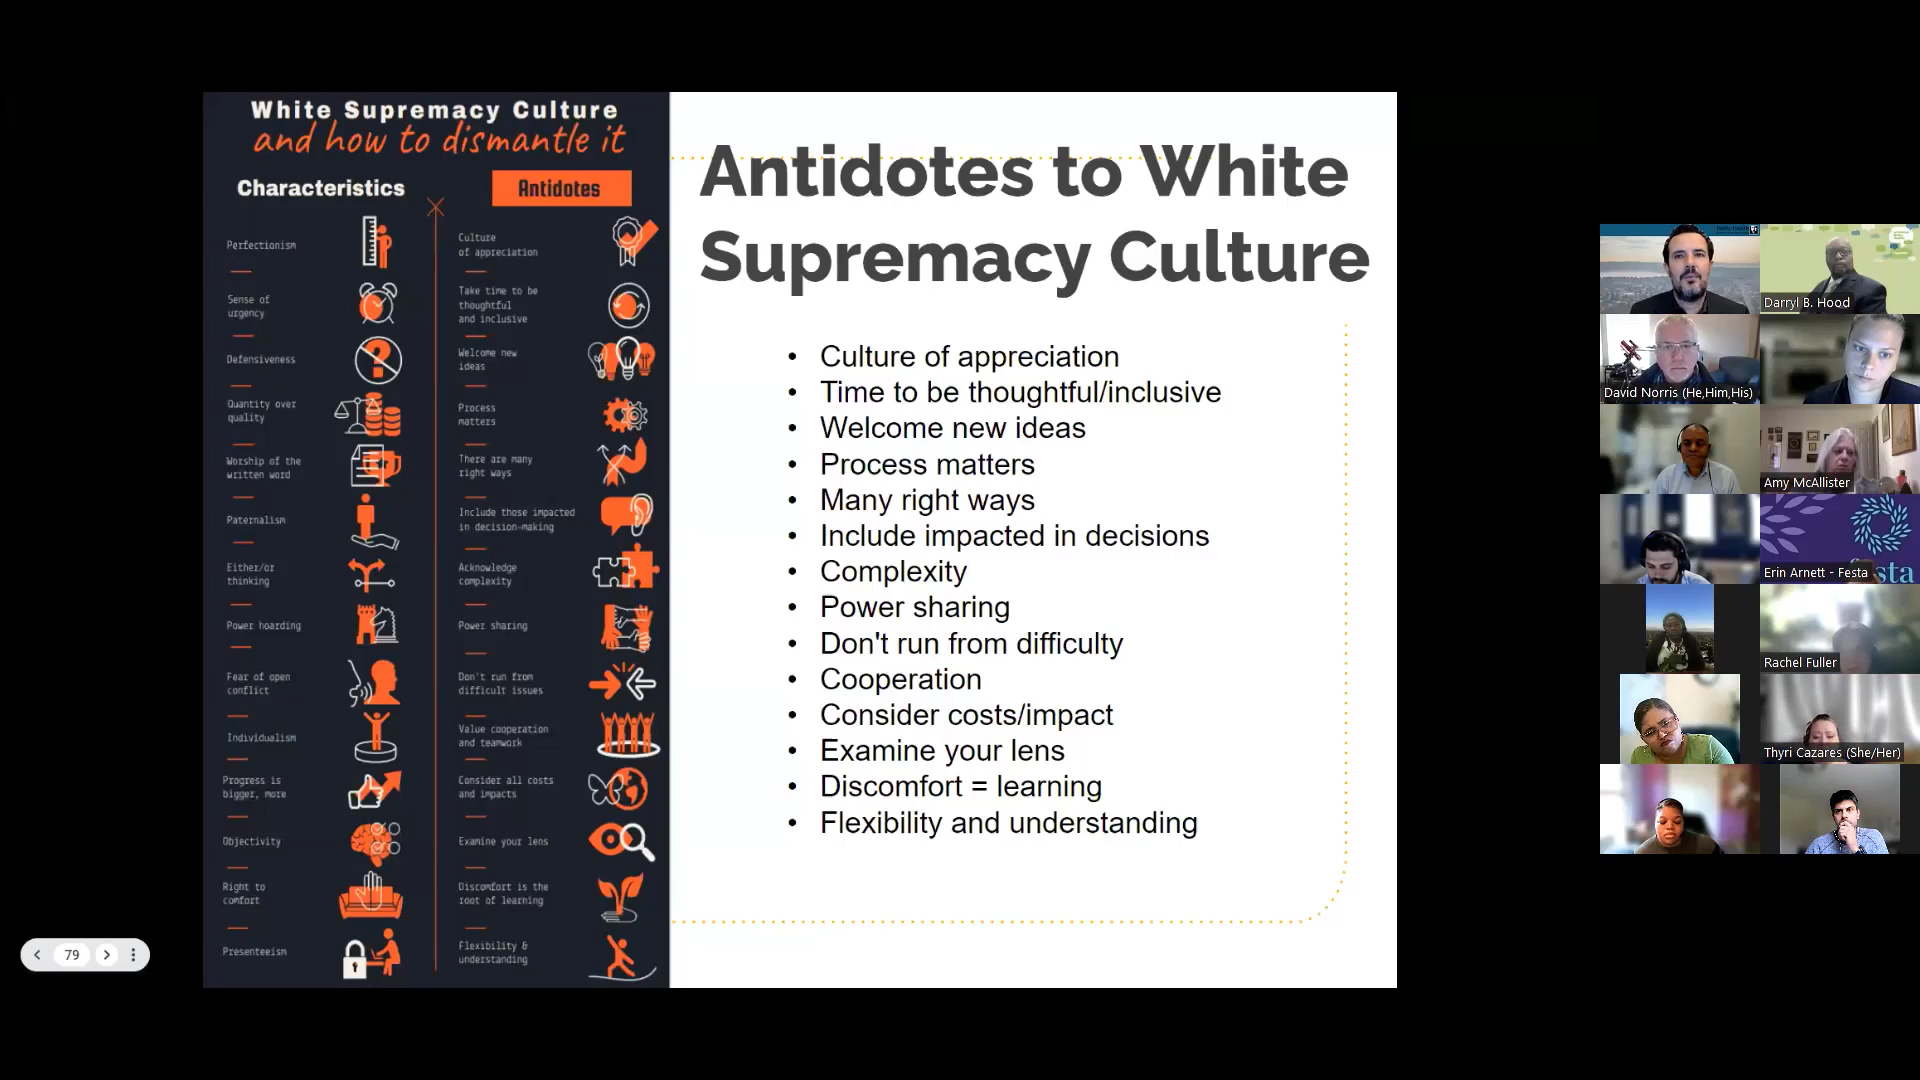 White Supremacy Culture
and how to dismantle it
Characteristics
Antidotes
Perfectionism
Culture
of appreciation
Sense of
urgency
Take time to be
thoughtful
and inclusive
Defensiveness
Welcome new
ideas
Quantity over
quality
Process
matters
Worship of the
written word
There are many
right ways
Paternalism
Include those impacted
in decision-making
Either/or
thinking
Acknowledge
complexity
Power hoarding
Power sharing
Fear of open
conflict
Don't run from
difficult issues
Individualism
Value cooperation
and teamwork
Progress is
bigger, more
Consider all costs
and impacts
Objectivity
Examine your lens
Right to
comfort
Discomfort is the
root of learning
Presenteeism
Flexibility &
understanding
Antidotes to White
Supremacy Culture
• Culture of appreciation
• Time to be thoughtful/inclusive
• Welcome new ideas
• Process matters
• Many right ways
• Include impacted in decisions
• Complexity
• Power sharing
• Don't run from difficulty
• Cooperation
• Consider costs/impact
• Examine your lens
• Discomfort = learning
• Flexibility and understanding
79
Darryl B. Hood
David Norris (He,Him,His)
Amy McAllister
Erin Arnett - Festa
sta
Rachel Fuller
Thyri Cazares (She/Her)